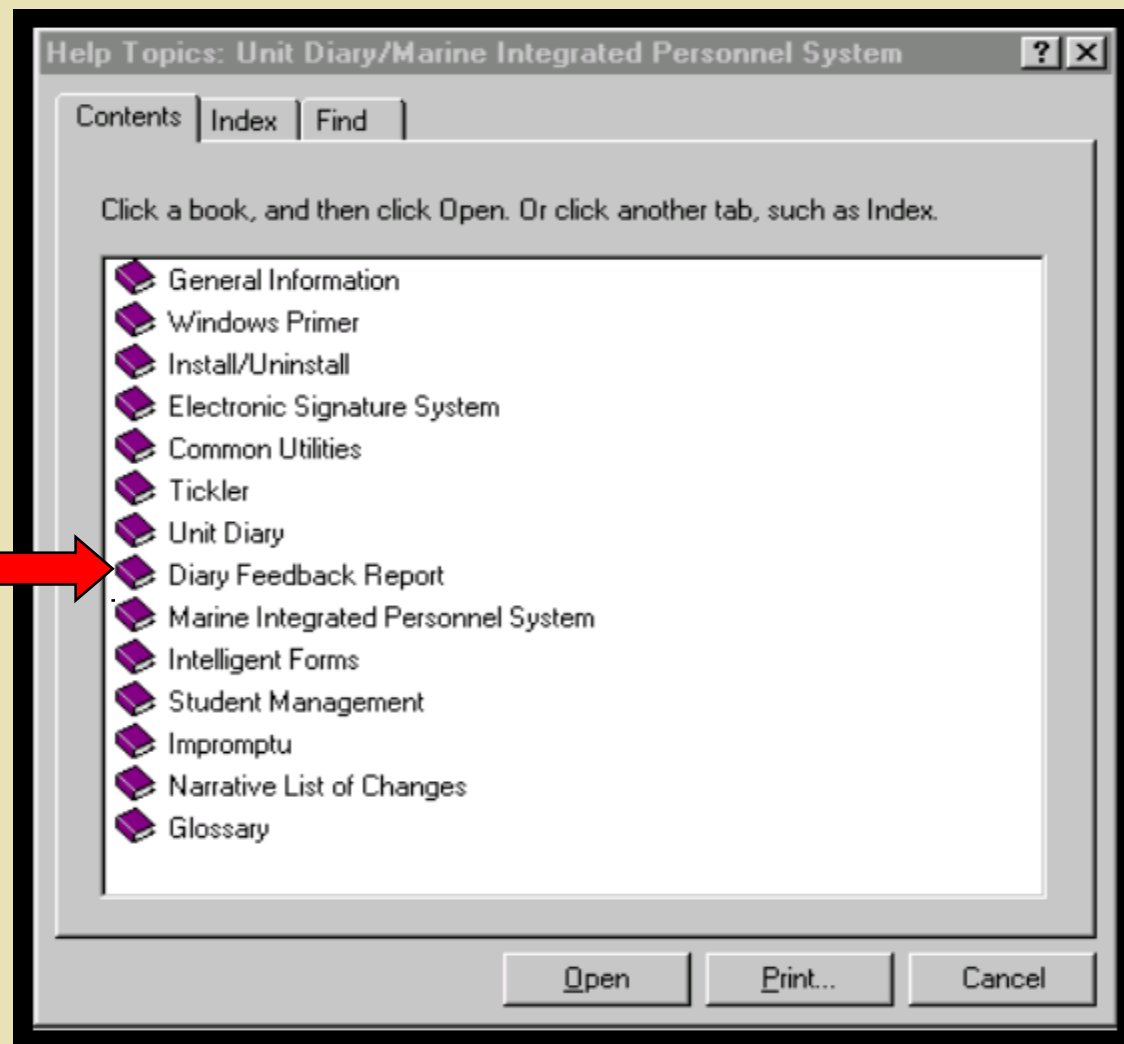 Help Topics: Unit Diary/Marine Integrated Personnel System ? X
Contents Index Find
Click a book, and then click Open. Or click another tab, such as Index.
General Information
Windows Primer
Install/Uninstall
Electronic Signature System
Common Utilities
Tickler
Unit Diary
Diary Feedback Report
Marine Integrated Personnel System
Intelligent Forms
Student Management
Impromptu
Narrative List of Changes
Glossary
Open Print... Cancel